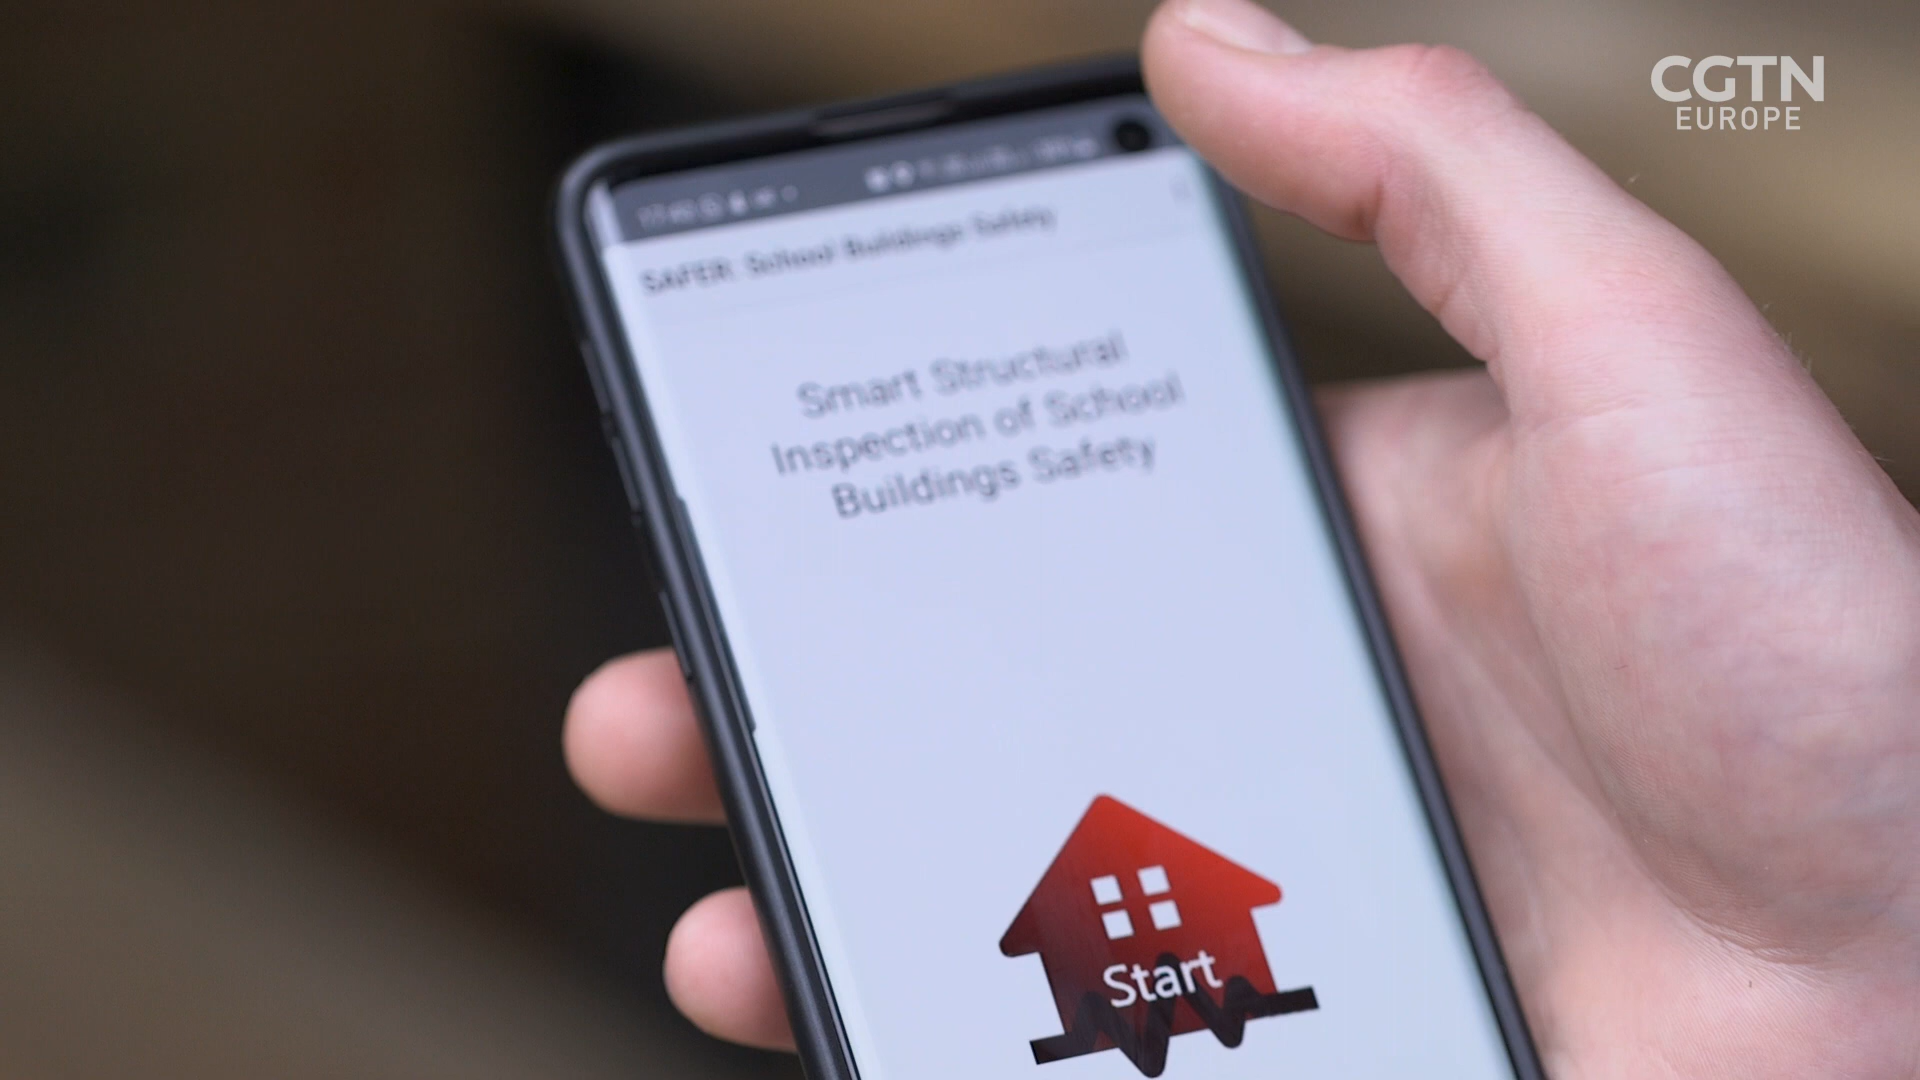 CGTN
EUROPE
SAFER: School Buildings Safety
Smart Structural
Inspection of School
Buildings Safety
Start